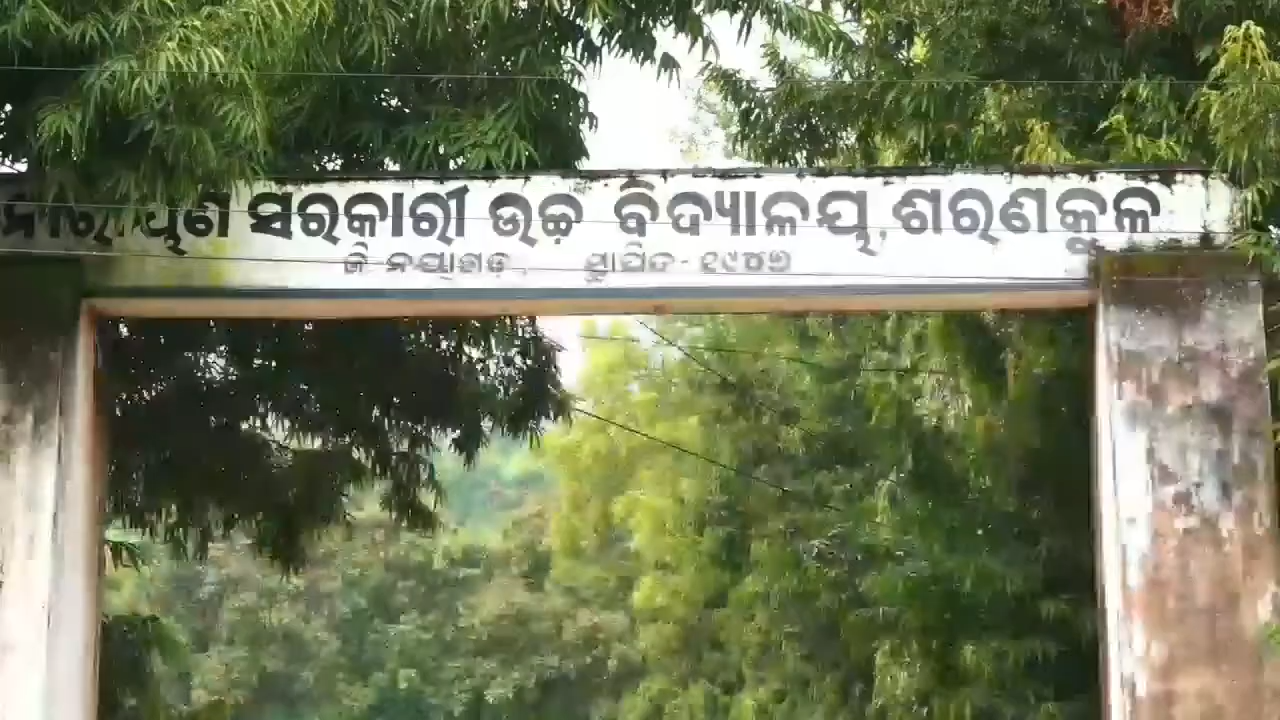 ସରକାରୀ ଉଚ୍ଚ ବିଦ୍ୟାଳୟ, ଶରଣକୁଳ
ଜି. ନୟାଗଡ଼, ସ୍ଥାପିତ-